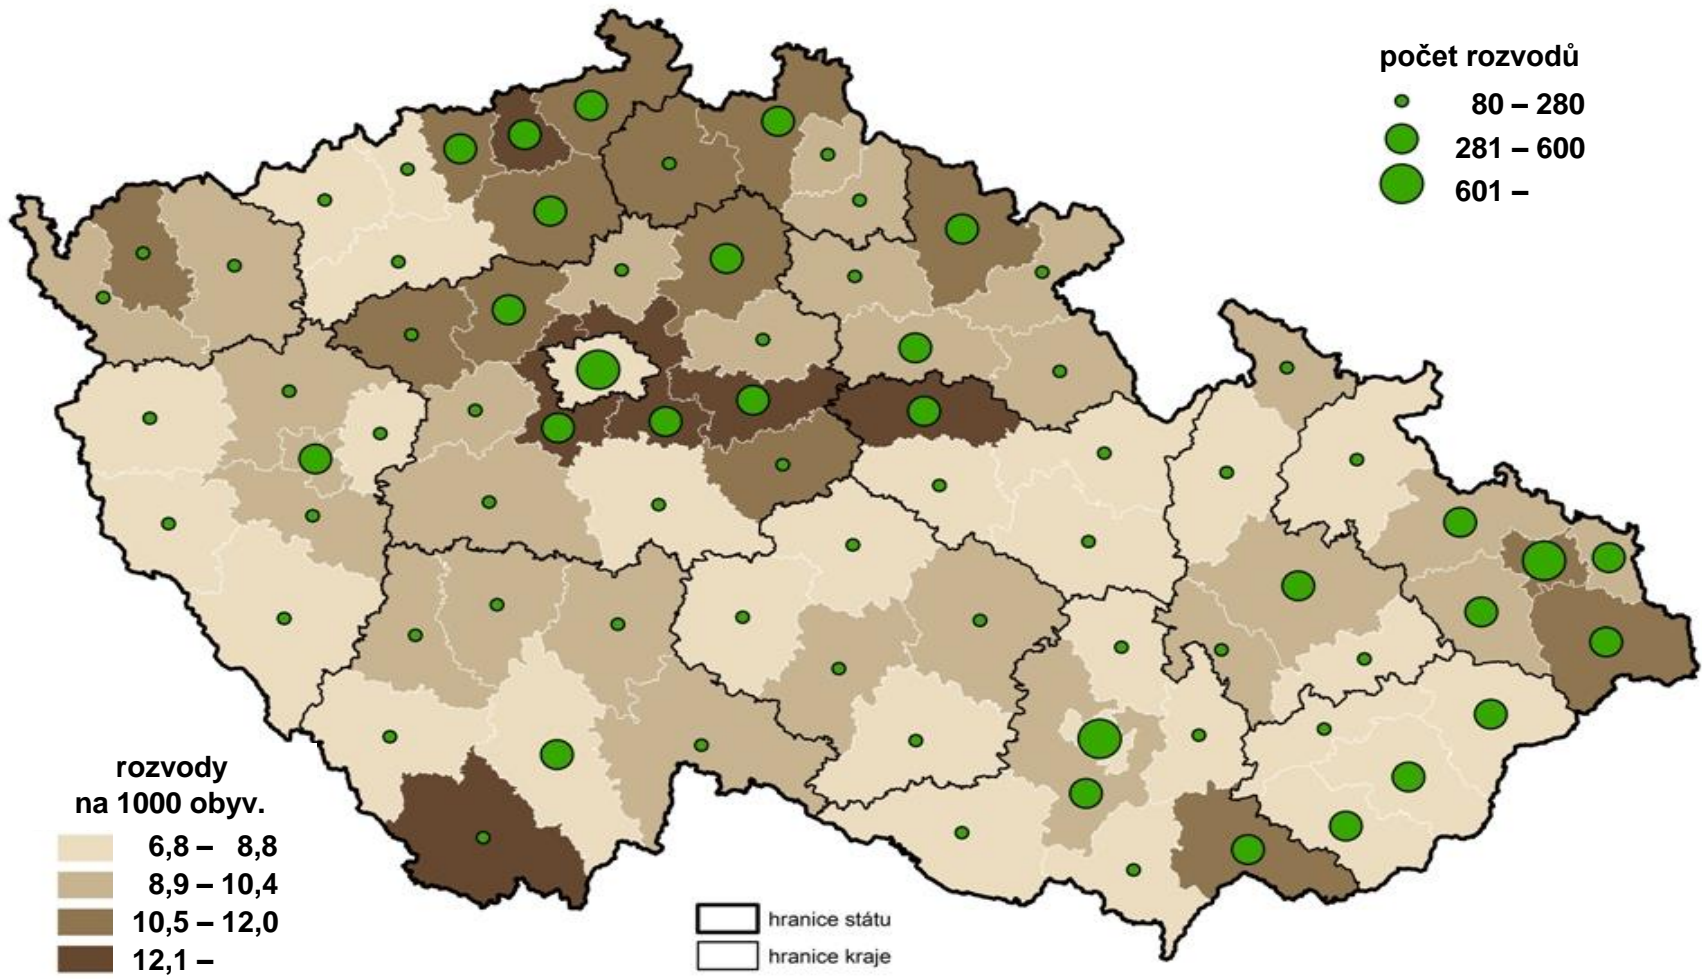 počet rozvodů
80 – 280
281 – 600
601 –
rozvody
na 1000 obyv.
6,8 – 8,8
8,9 – 10,4
10,5 – 12,0
12,1 –
hranice státu
hranice kraje